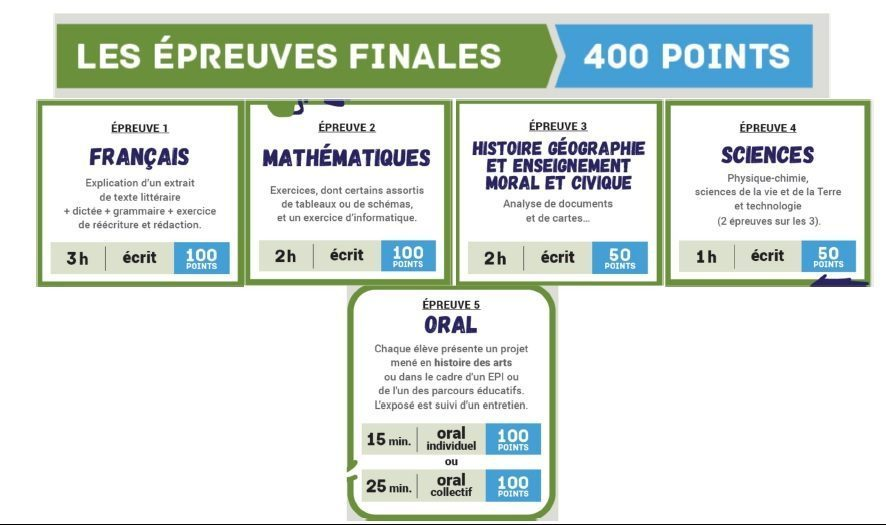 LES ÉPREUVES FINALES
400 POINTS
ÉPREUVE 1
FRANÇAIS
Explication d'un extrait
de texte littéraire
+ dictée + grammaire + exercice
de réécriture et rédaction.
3h écrit 100 POINTS
ÉPREUVE 2
MATHÉMATIQUES
Exercices, dont certains assortis
de tableaux ou de schémas,
et un exercice d'informatique.
2h écrit 100 POINTS
ÉPREUVE 3
HISTOIRE GÉOGRAPHIE
ET ENSEIGNEMENT
MORAL ET CIVIQUE
Analyse de documents
et de cartes...
2h écrit 50 POINTS
ÉPREUVE 4
SCIENCES
Physique-chimie,
sciences de la vie et de la Terre
et technologie
(2 épreuves sur les 3).
1h écrit 50 POINTS
ÉPREUVE 5
ORAL
Chaque élève présente un projet
mené en histoire des arts
ou dans le cadre d'un EPI ou
de l'un des parcours éducatifs.
L'exposé est suivi d'un entretien.
15 min. oral individuel 100 POINTS
ou
25 min. oral collectif 100 POINTS